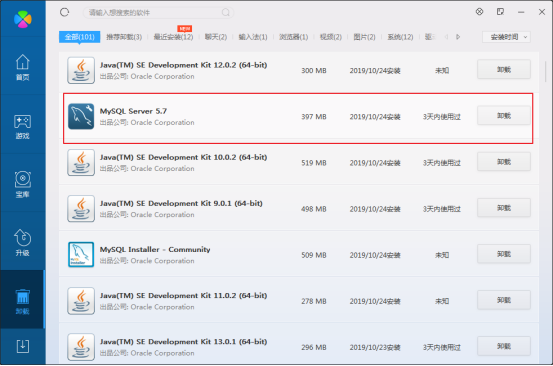 请输入想搜索的软件
全部(101) 推荐卸载(3) 最近安装(12) NEW 聊天(2) 输入法(1) 浏览器(1) 视频(2) 图片(2) 系统(12) 安装时间
首页
游戏
宝库
升级
卸载
Java(TM) SE Development Kit 12.0.2 (64-bit)
出品公司: Oracle Corporation
300 MB 2019/10/24安装 未知 卸载
MySQL Server 5.7
出品公司: Oracle Corporation
397 MB 2019/10/24安装 3天内使用过 卸载
Java(TM) SE Development Kit 10.0.2 (64-bit)
出品公司: Oracle Corporation
519 MB 2019/10/24安装 3天内使用过 卸载
Java(TM) SE Development Kit 9.0.1 (64-bit)
出品公司: Oracle Corporation
498 MB 2019/10/24安装 3天内使用过 卸载
MySQL Installer - Community
出品公司: Oracle Corporation
509 MB 2019/10/24安装 未知 卸载
Java(TM) SE Development Kit 11.0.2 (64-bit)
出品公司: Oracle Corporation
278 MB 2019/10/24安装 未知 卸载
Java(TM) SE Development Kit 13.0.1 (64-bit)
出品公司: Oracle Corporation
296 MB 2019/10/23安装 3天内使用过 卸载